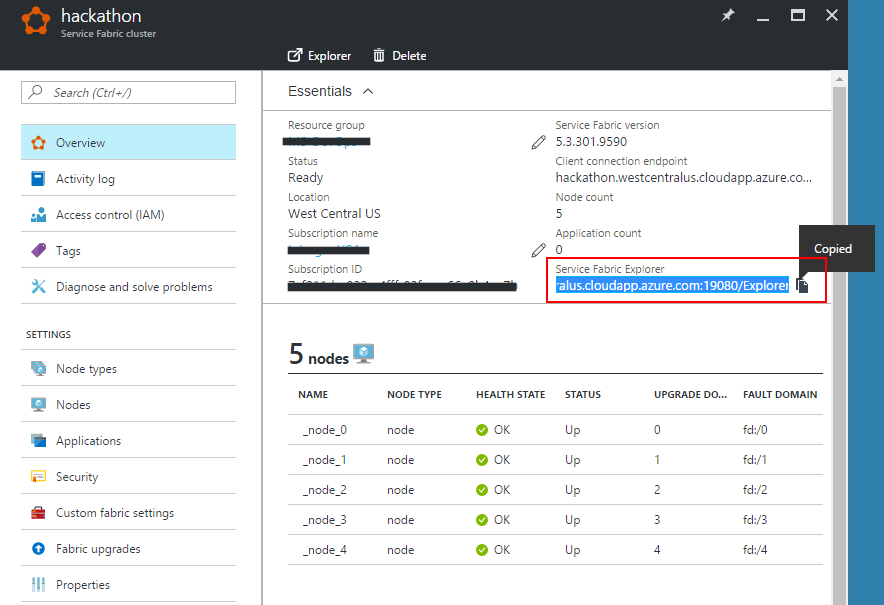 hackathon
Service Fabric cluster
Explorer
Delete
Search (Ctrl+/)
Overview
Activity log
Access control (IAM)
Tags
Diagnose and solve problems
SETTINGS
Node types
Nodes
Applications
Security
Custom fabric settings
Fabric upgrades
Properties
Essentials
Resource group
Status
Ready
Location
West Central US
Subscription name
Subscription ID
Service Fabric version
5.3.301.9590
Client connection endpoint
hackathon.westcentralus.cloudapp.azure.co...
Node count
5
Application count
0
Service Fabric Explorer
alus.cloudapp.azure.com:19080/Explorer
Copied
5 nodes
NAME NODE TYPE HEALTH STATE STATUS UPGRADE DO... FAULT DOMAIN
_node_0 node OK Up 0 fd:/0
_node_1 node OK Up 1 fd:/1
_node_2 node OK Up 2 fd:/2
_node_3 node OK Up 3 fd:/3
_node_4 node OK Up 4 fd:/4